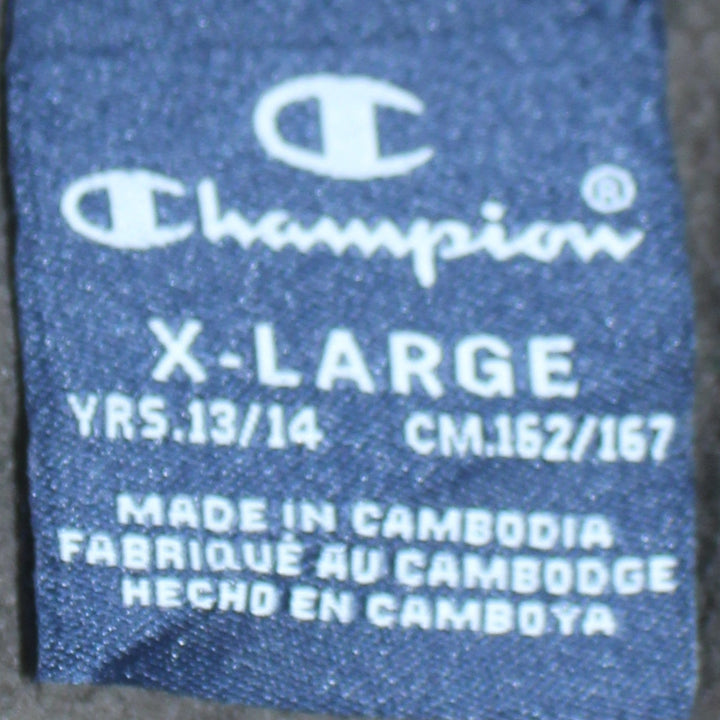 Champion®
X-LARGE
YRS.13/14 CM.162/167
MADE IN CAMBODIA
FABRIQUÉ AU CAMBODGE
HECHO EN CAMBOYA